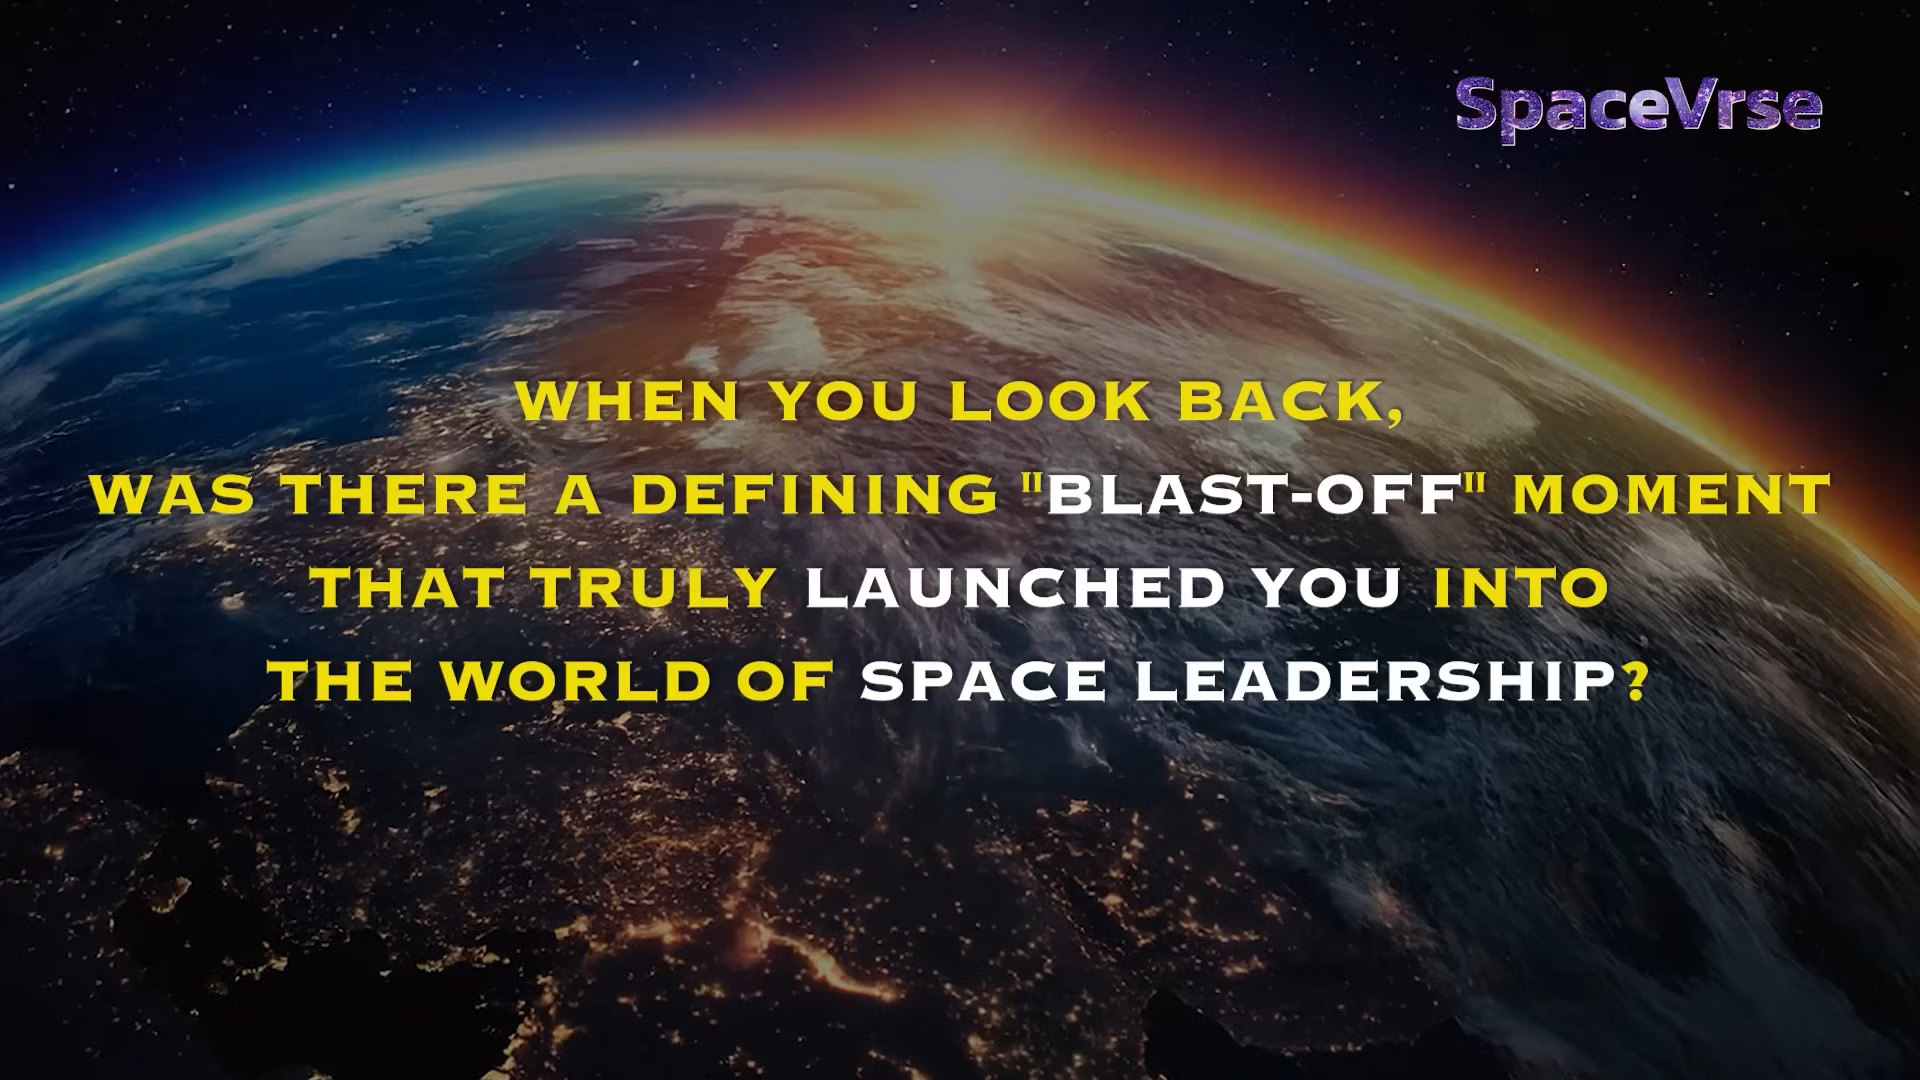 SpaceVrse
WHEN YOU LOOK BACK,
WAS THERE A DEFINING "BLAST-OFF" MOMENT
THAT TRULY LAUNCHED YOU INTO
THE WORLD OF SPACE LEADERSHIP?